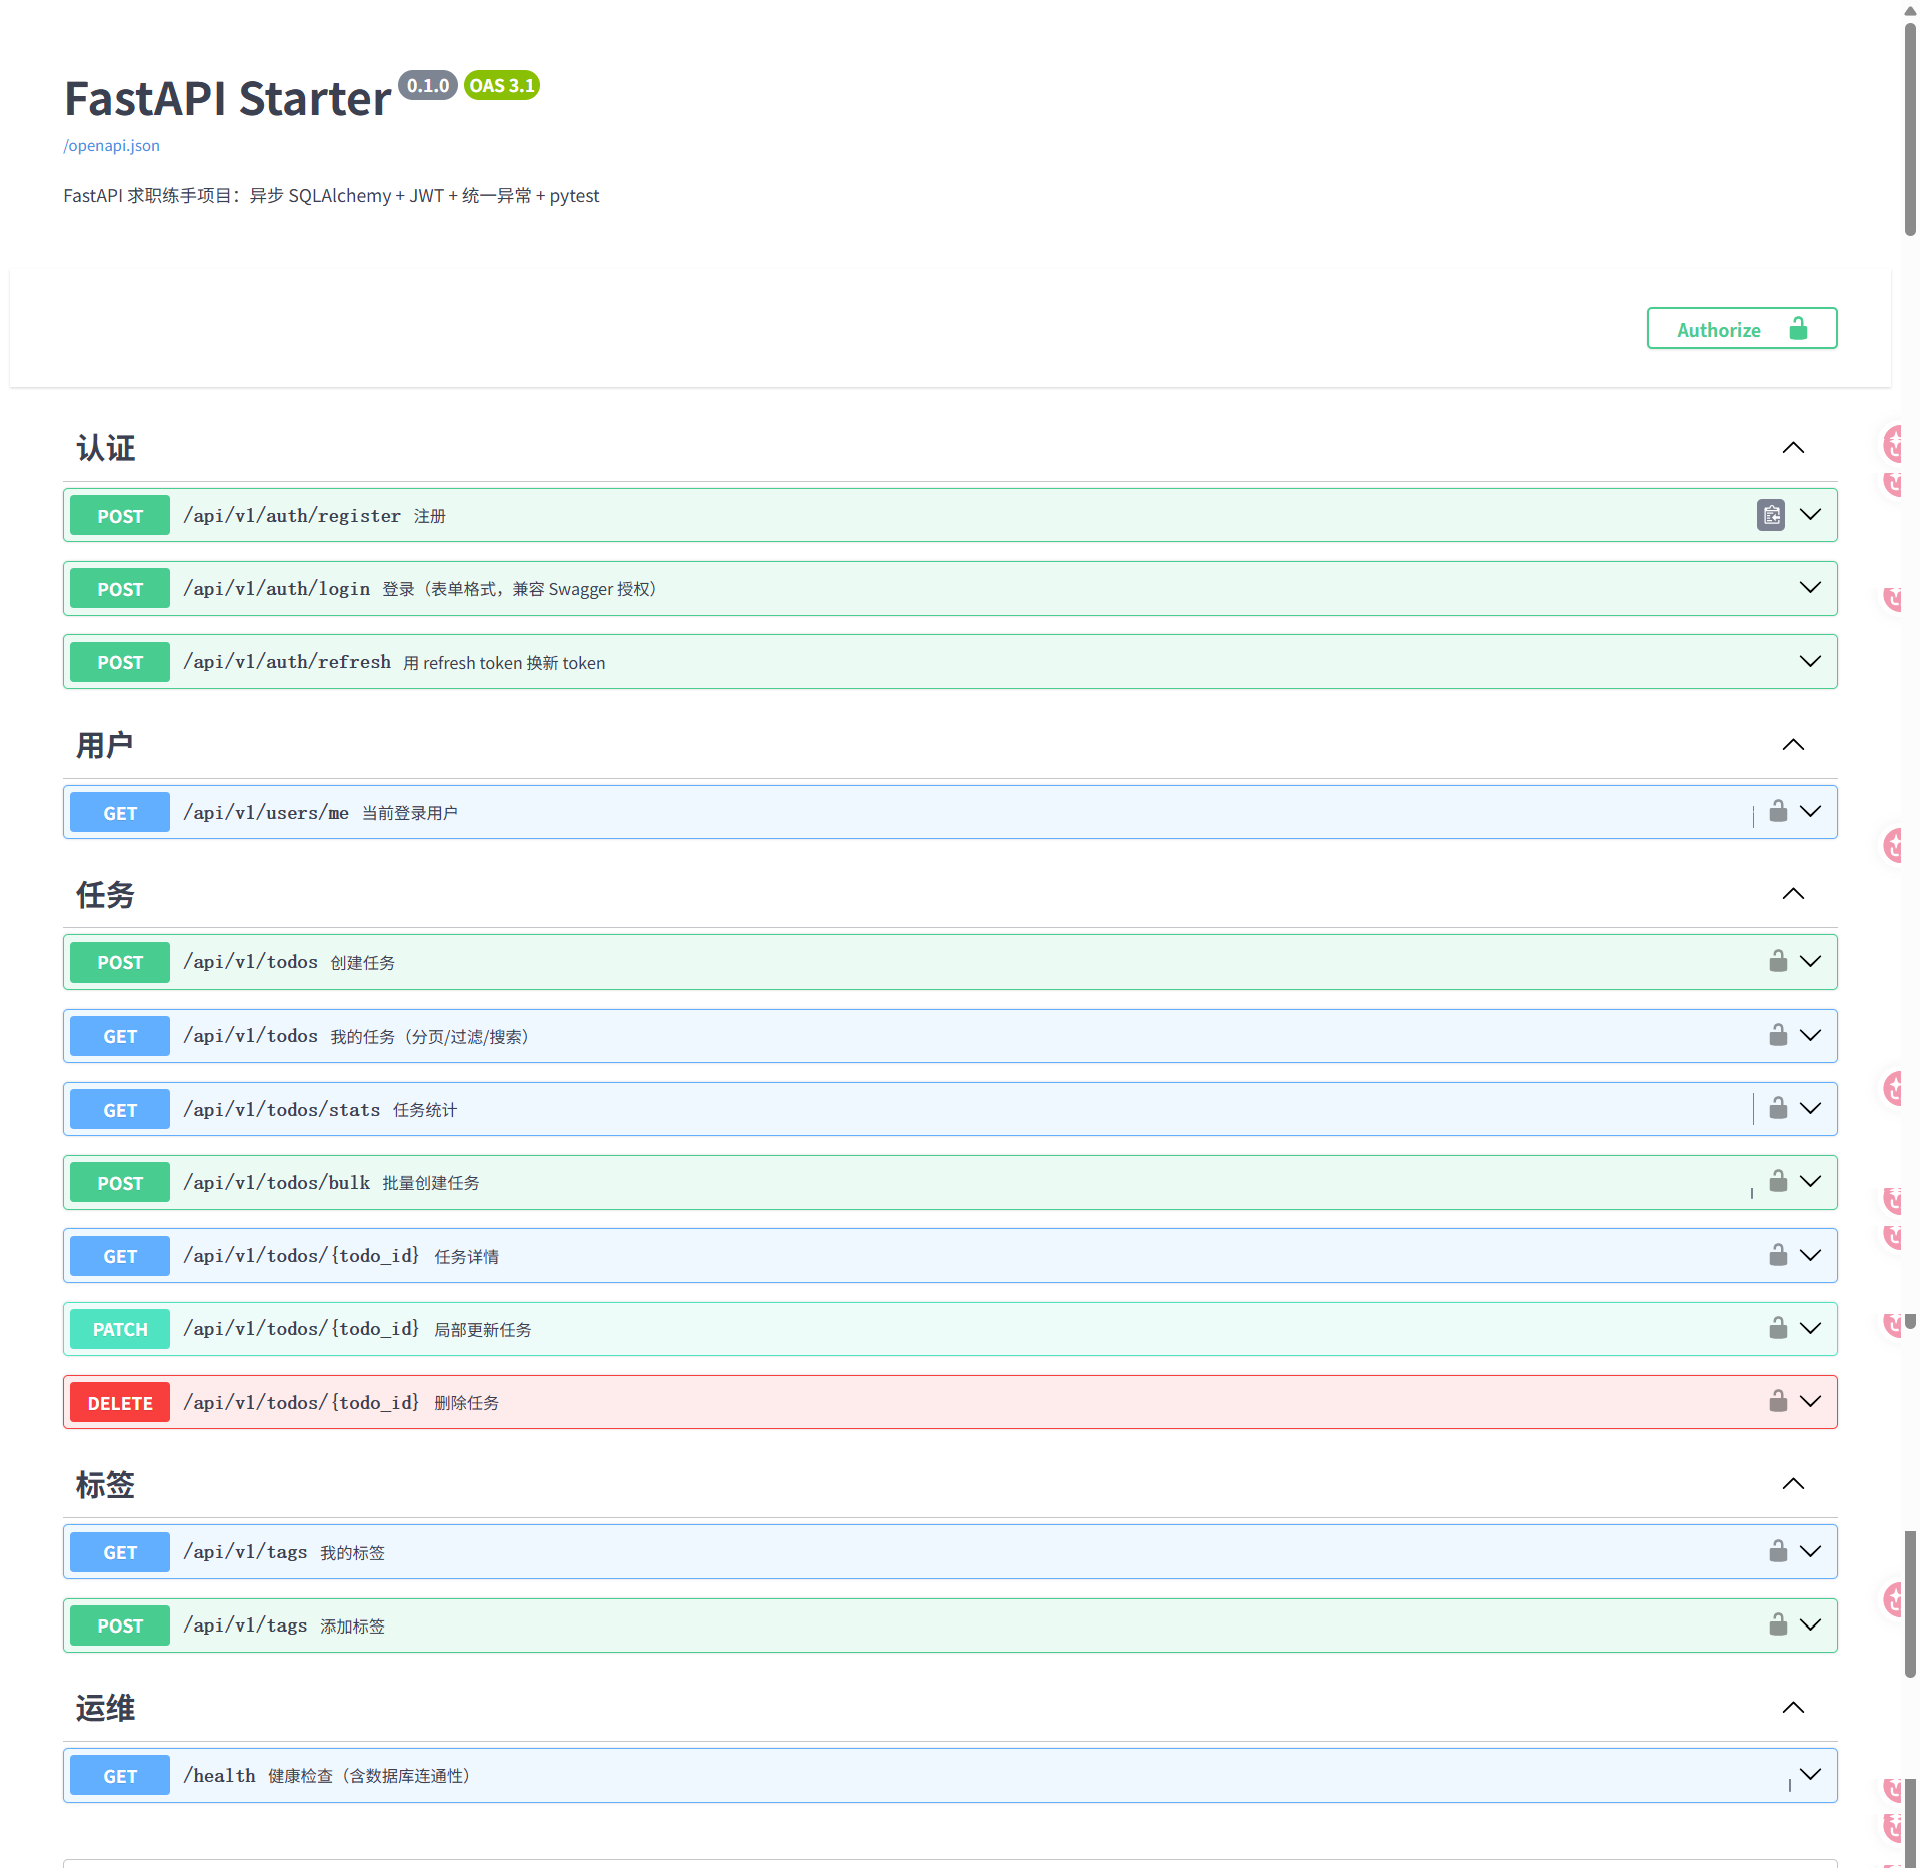 FastAPI Starter 0.1.0 OAS 3.1
/openapi.json
FastAPI 求职练手项目：异步 SQLAlchemy + JWT + 统一异常 + pytest
Authorize
认证
POST /api/v1/auth/register 注册
POST /api/v1/auth/login 登录（表单格式，兼容 Swagger 授权）
POST /api/v1/auth/refresh 用 refresh token 换新 token
用户
GET /api/v1/users/me 当前登录用户
任务
POST /api/v1/todos 创建任务
GET /api/v1/todos 我的任务（分页/过滤/搜索）
GET /api/v1/todos/stats 任务统计
POST /api/v1/todos/bulk 批量创建任务
GET /api/v1/todos/{todo_id} 任务详情
PATCH /api/v1/todos/{todo_id} 局部更新任务
DELETE /api/v1/todos/{todo_id} 删除任务
标签
GET /api/v1/tags 我的标签
POST /api/v1/tags 添加标签
运维
GET /health 健康检查（含数据库连通性）